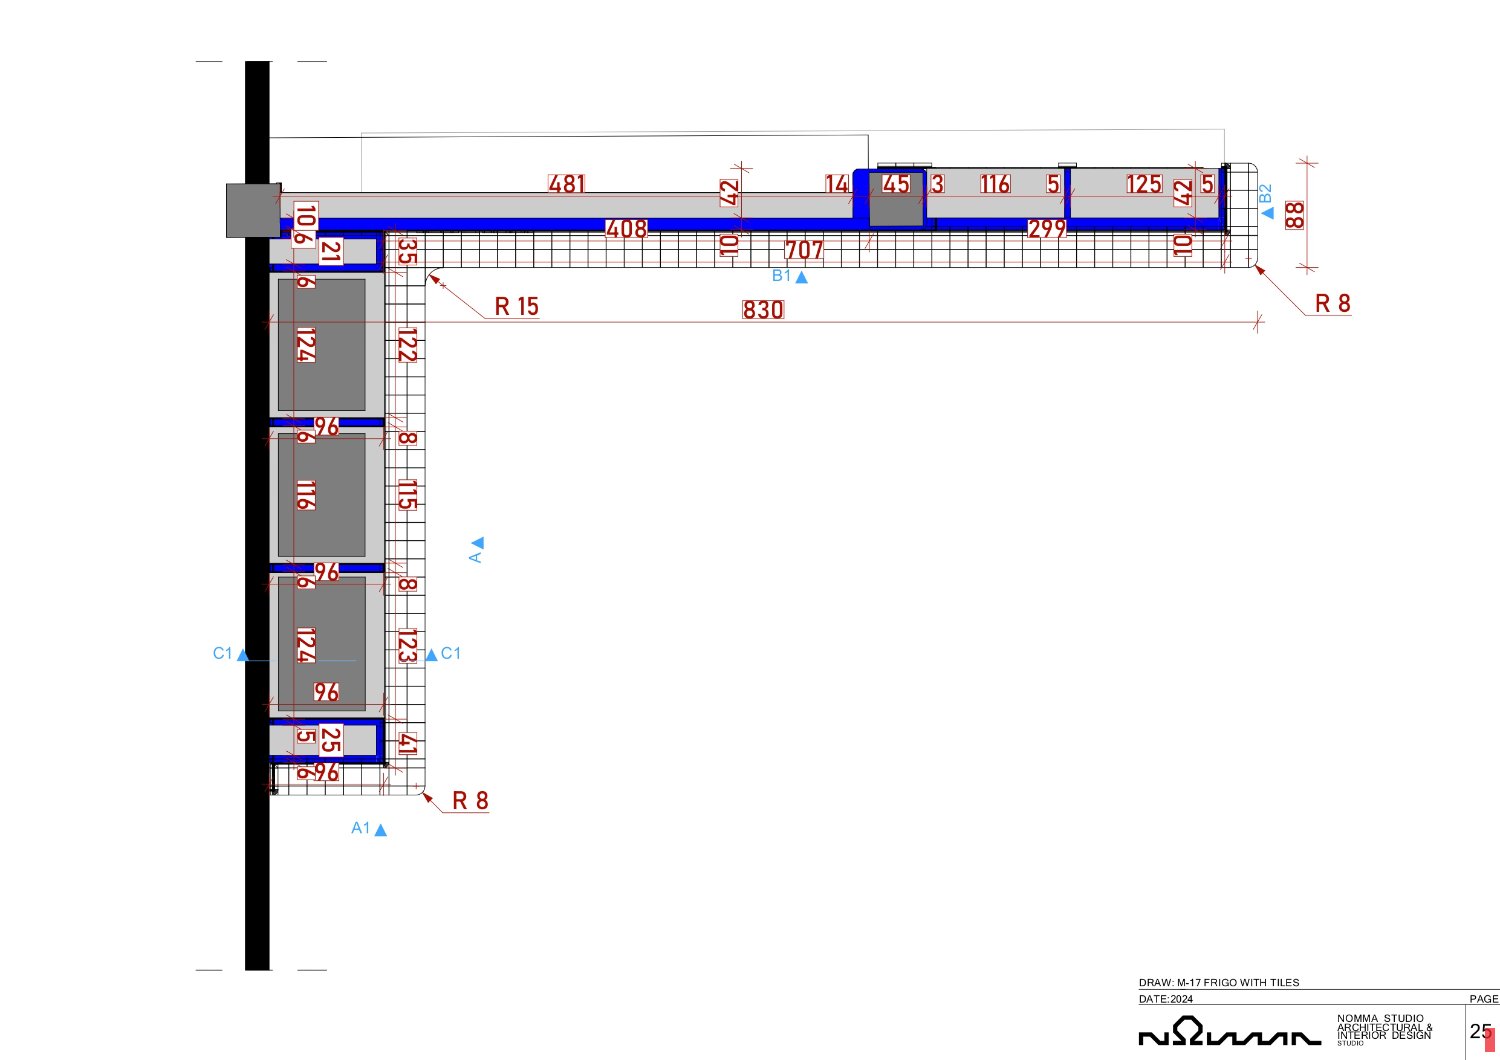 481
42
14
45
3
116
5
125
42
5
B2
88
10
6
21
35
408
10
707
299
10
B1
R 15
830
R 8
6
124
122
96
6
8
116
115
A
96
6
8
124
123
C1
C1
96
5
25
41
6
96
R 8
A1
DRAW: M-17 FRIGO WITH TILES
DATE:2024
PAGE
NOMMA
NOMMA STUDIO
ARCHITECTURAL &
INTERIOR DESIGN
STUDIO
25